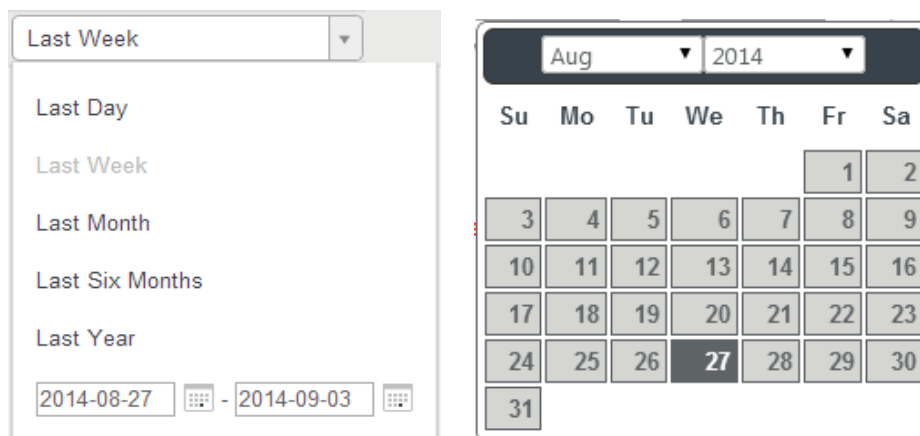 Last Week
Last Day
Last Week
Last Month
Last Six Months
Last Year
2014-08-27 - 2014-09-03
Aug 2014
Su Mo Tu We Th Fr Sa
1 2
3 4 5 6 7 8 9
10 11 12 13 14 15 16
17 18 19 20 21 22 23
24 25 26 27 28 29 30
31